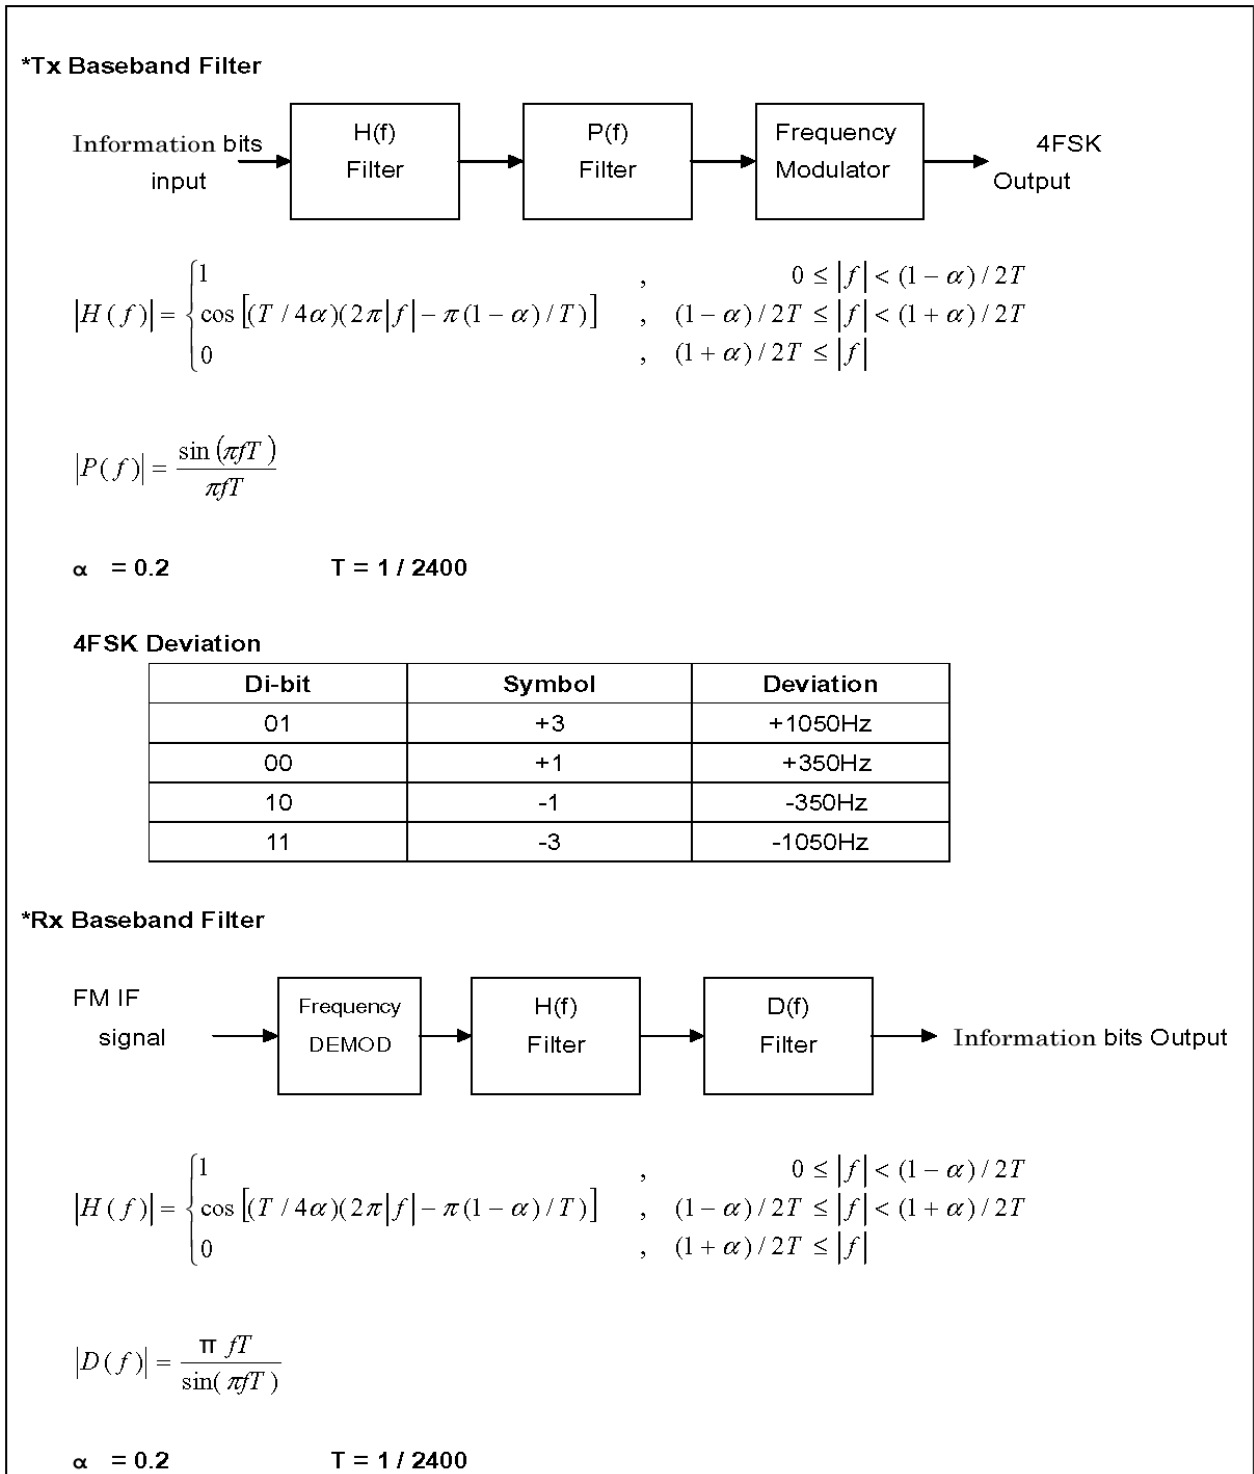 *Tx Baseband Filter
Information bits
input
H(f)
Filter
P(f)
Filter
Frequency
Modulator
4FSK
Output
|H(f)| = { 1 , 0 ≤ |f| < (1 − α) / 2T
cos [(T / 4α)(2π|f| − π(1 − α) / T)] , (1 − α) / 2T ≤ |f| < (1 + α) / 2T
0 , (1 + α) / 2T ≤ |f|
|P(f)| = sin (πfT) / πfT
α = 0.2 T = 1 / 2400
4FSK Deviation
Di-bit Symbol Deviation
01 +3 +1050Hz
00 +1 +350Hz
10 -1 -350Hz
11 -3 -1050Hz
*Rx Baseband Filter
FM IF
signal
Frequency
DEMOD
H(f)
Filter
D(f)
Filter
Information bits Output
|H(f)| = { 1 , 0 ≤ |f| < (1 − α) / 2T
cos [(T / 4α)(2π|f| − π(1 − α) / T)] , (1 − α) / 2T ≤ |f| < (1 + α) / 2T
0 , (1 + α) / 2T ≤ |f|
|D(f)| = π fT / sin( πfT )
α = 0.2 T = 1 / 2400